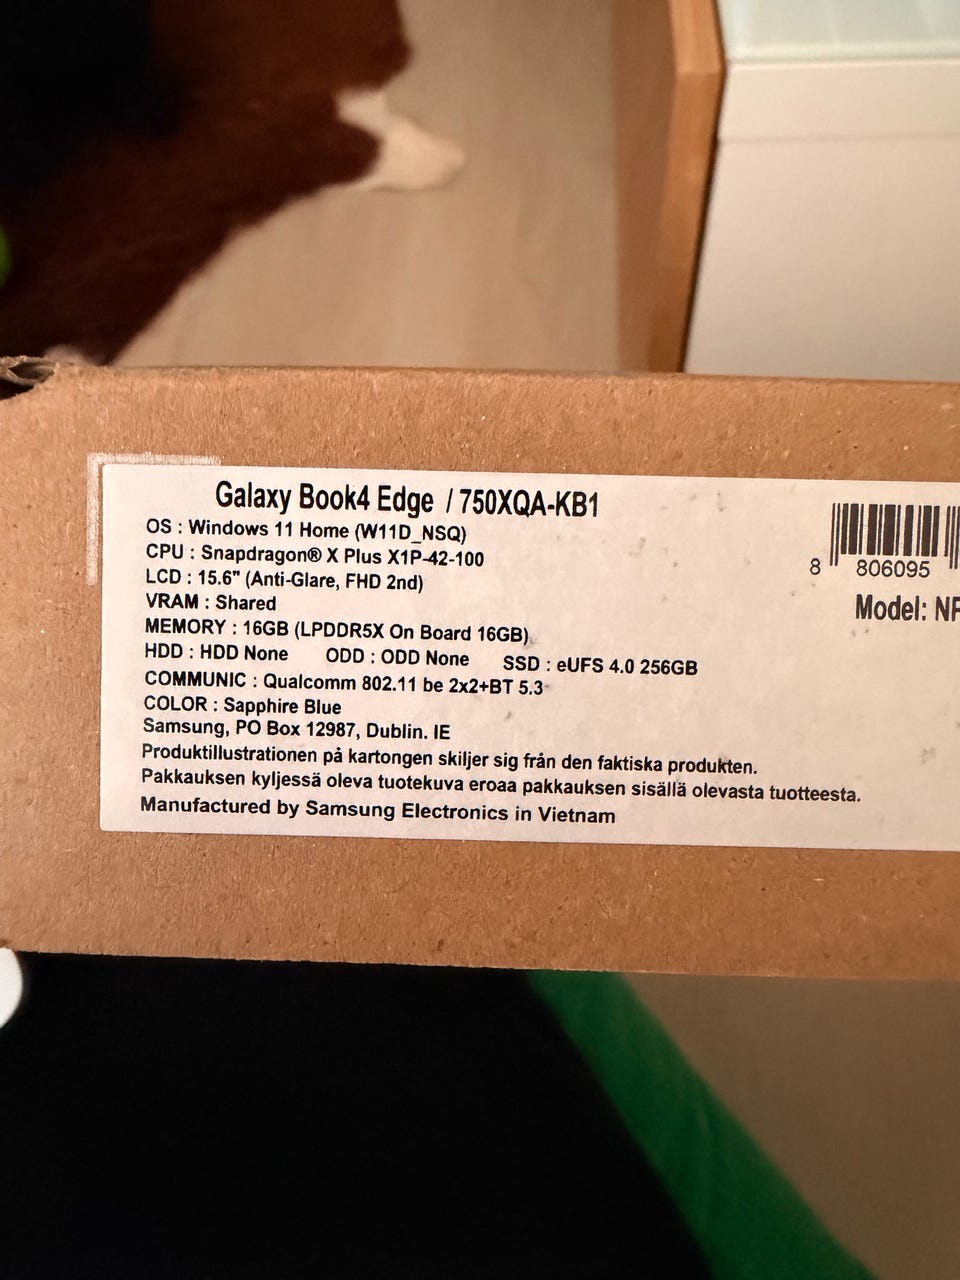 Galaxy Book4 Edge / 750XQA-KB1
OS : Windows 11 Home (W11D_NSQ)
CPU : Snapdragon® X Plus X1P-42-100
LCD : 15.6" (Anti-Glare, FHD 2nd)
VRAM : Shared
MEMORY : 16GB (LPDDR5X On Board 16GB)
HDD : HDD None ODD : ODD None SSD : eUFS 4.0 256GB
COMMUNIC : Qualcomm 802.11 be 2x2+BT 5.3
COLOR : Sapphire Blue
Samsung, PO Box 12987, Dublin. IE
Produktillustrationen på kartongen skiljer sig från den faktiska produkten.
Pakkauksen kyljessä oleva tuotekuva eroaa pakkauksen sisällä olevasta tuotteesta.
Manufactured by Samsung Electronics in Vietnam
8 806095
Model: NP